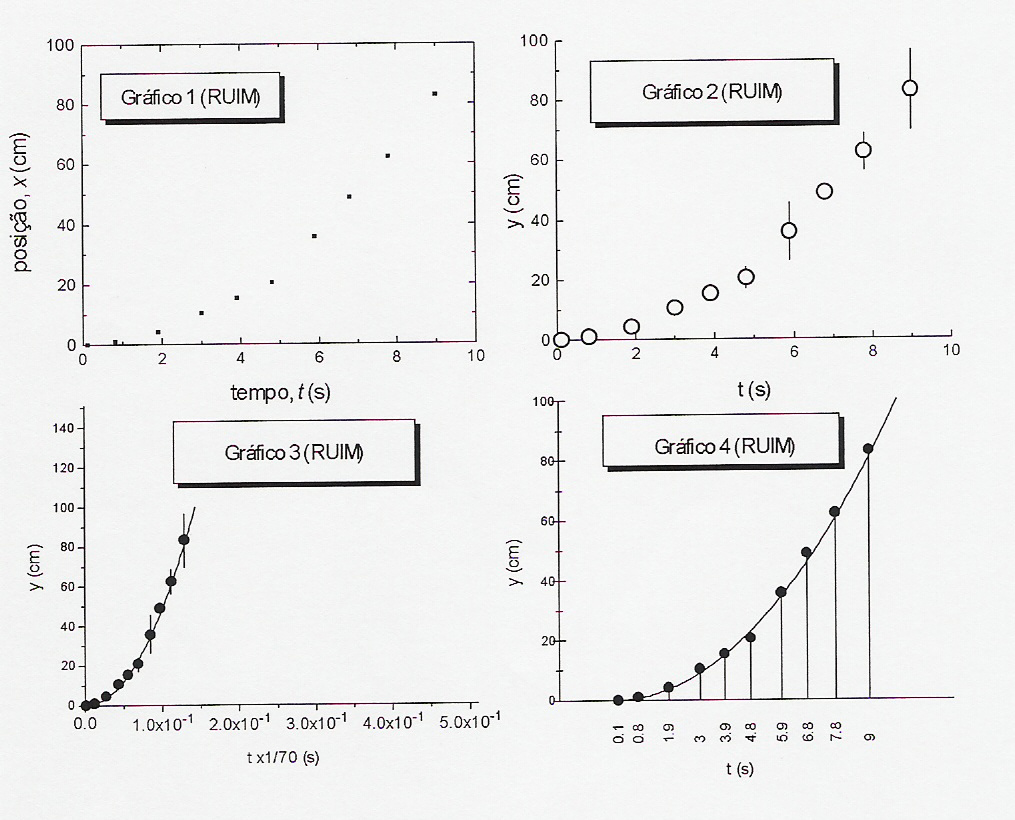 100
80
60
40
20
0
posição, x (cm)
Gráfico 1 (RUIM)
0 2 4 6 8 10
tempo, t (s)
100
80
60
40
20
0
y (cm)
Gráfico 2 (RUIM)
2 4 6 8 10
t (s)
140
120
100
80
60
40
20
0
y (cm)
Gráfico 3 (RUIM)
0.0 1.0x10⁻¹ 2.0x10⁻¹ 3.0x10⁻¹ 4.0x10⁻¹ 5.0x10⁻¹
t x1/70 (s)
100
80
60
40
20
0
y (cm)
Gráfico 4 (RUIM)
0.1 0.8 1.9 3 3.9 4.8 5.9 6.8 7.8 9
t (s)